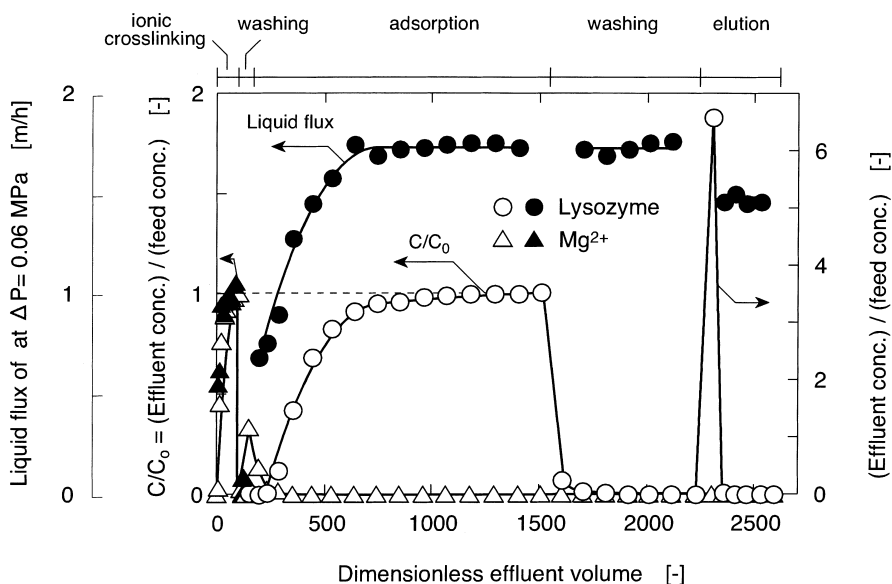 ionic
crosslinking
washing
adsorption
washing
elution
Liquid flux of at ΔP= 0.06 MPa [m/h]
2
1
0
C/C₀ = (Effluent conc.) / (feed conc.) [-]
2
1
0
Liquid flux
C/C₀
Lysozyme
Mg²⁺
6
4
2
0
(Effluent conc.) / (feed conc.) [-]
0 500 1000 1500 2000 2500
Dimensionless effluent volume [-]